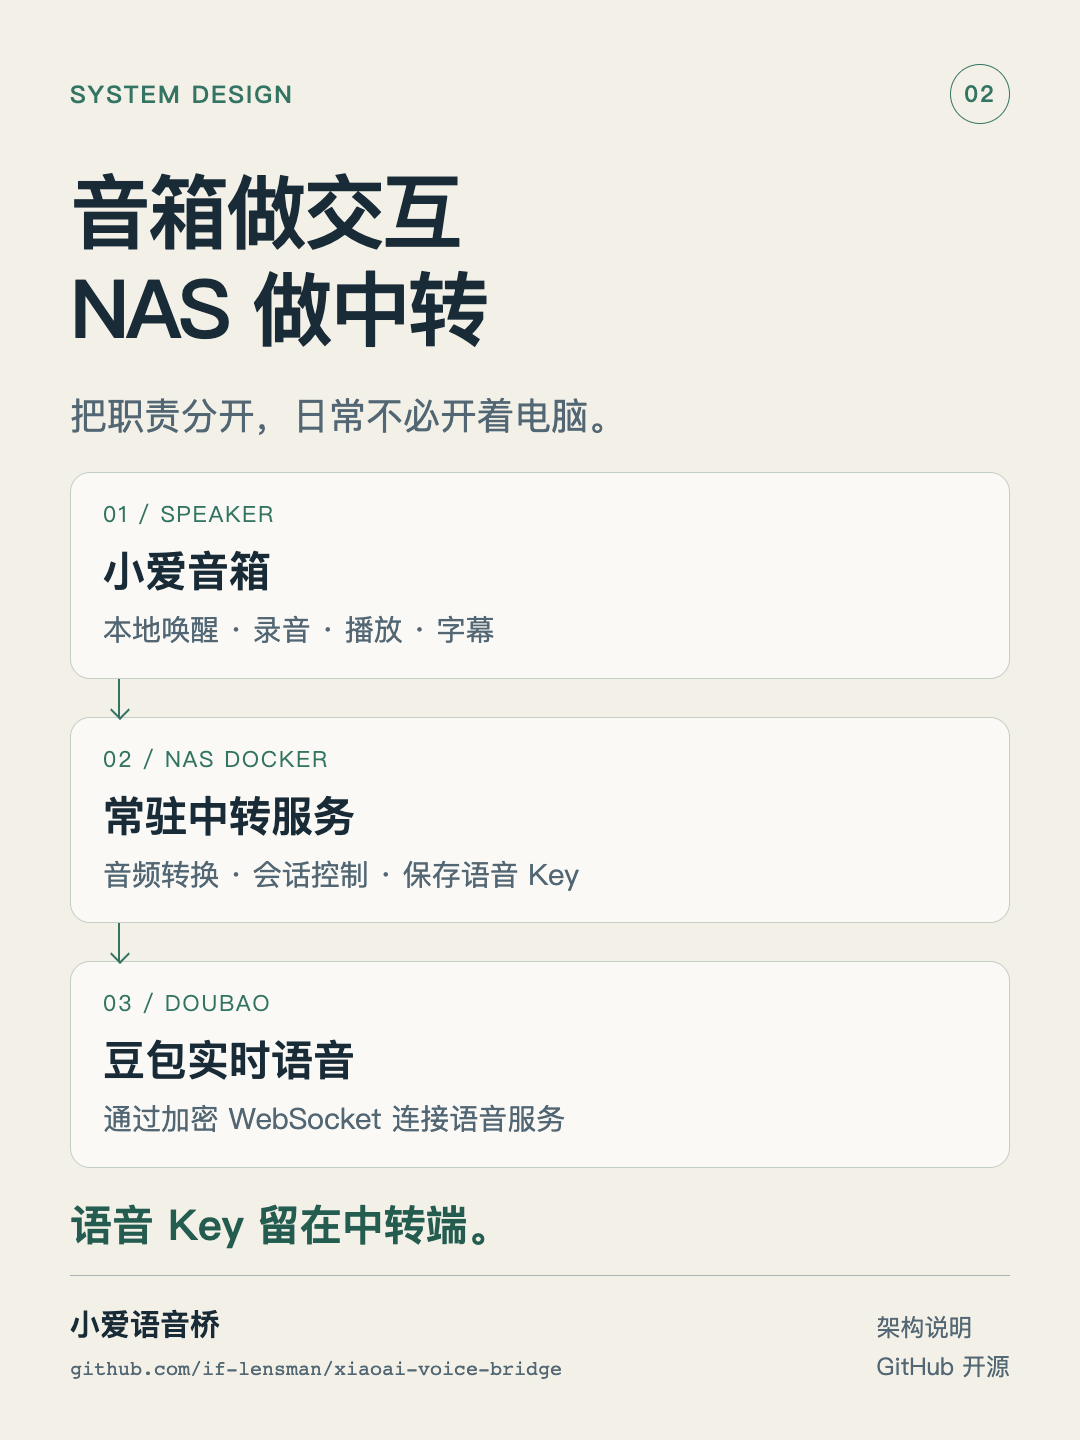 SYSTEM DESIGN
02
音箱做交互
NAS 做中转
把职责分开，日常不必开着电脑。
01 / SPEAKER
小爱音箱
本地唤醒 · 录音 · 播放 · 字幕
02 / NAS DOCKER
常驻中转服务
音频转换 · 会话控制 · 保存语音 Key
03 / DOUBAO
豆包实时语音
通过加密 WebSocket 连接语音服务
语音 Key 留在中转端。
小爱语音桥
架构说明
github.com/if-lensman/xiaoai-voice-bridge
GitHub 开源